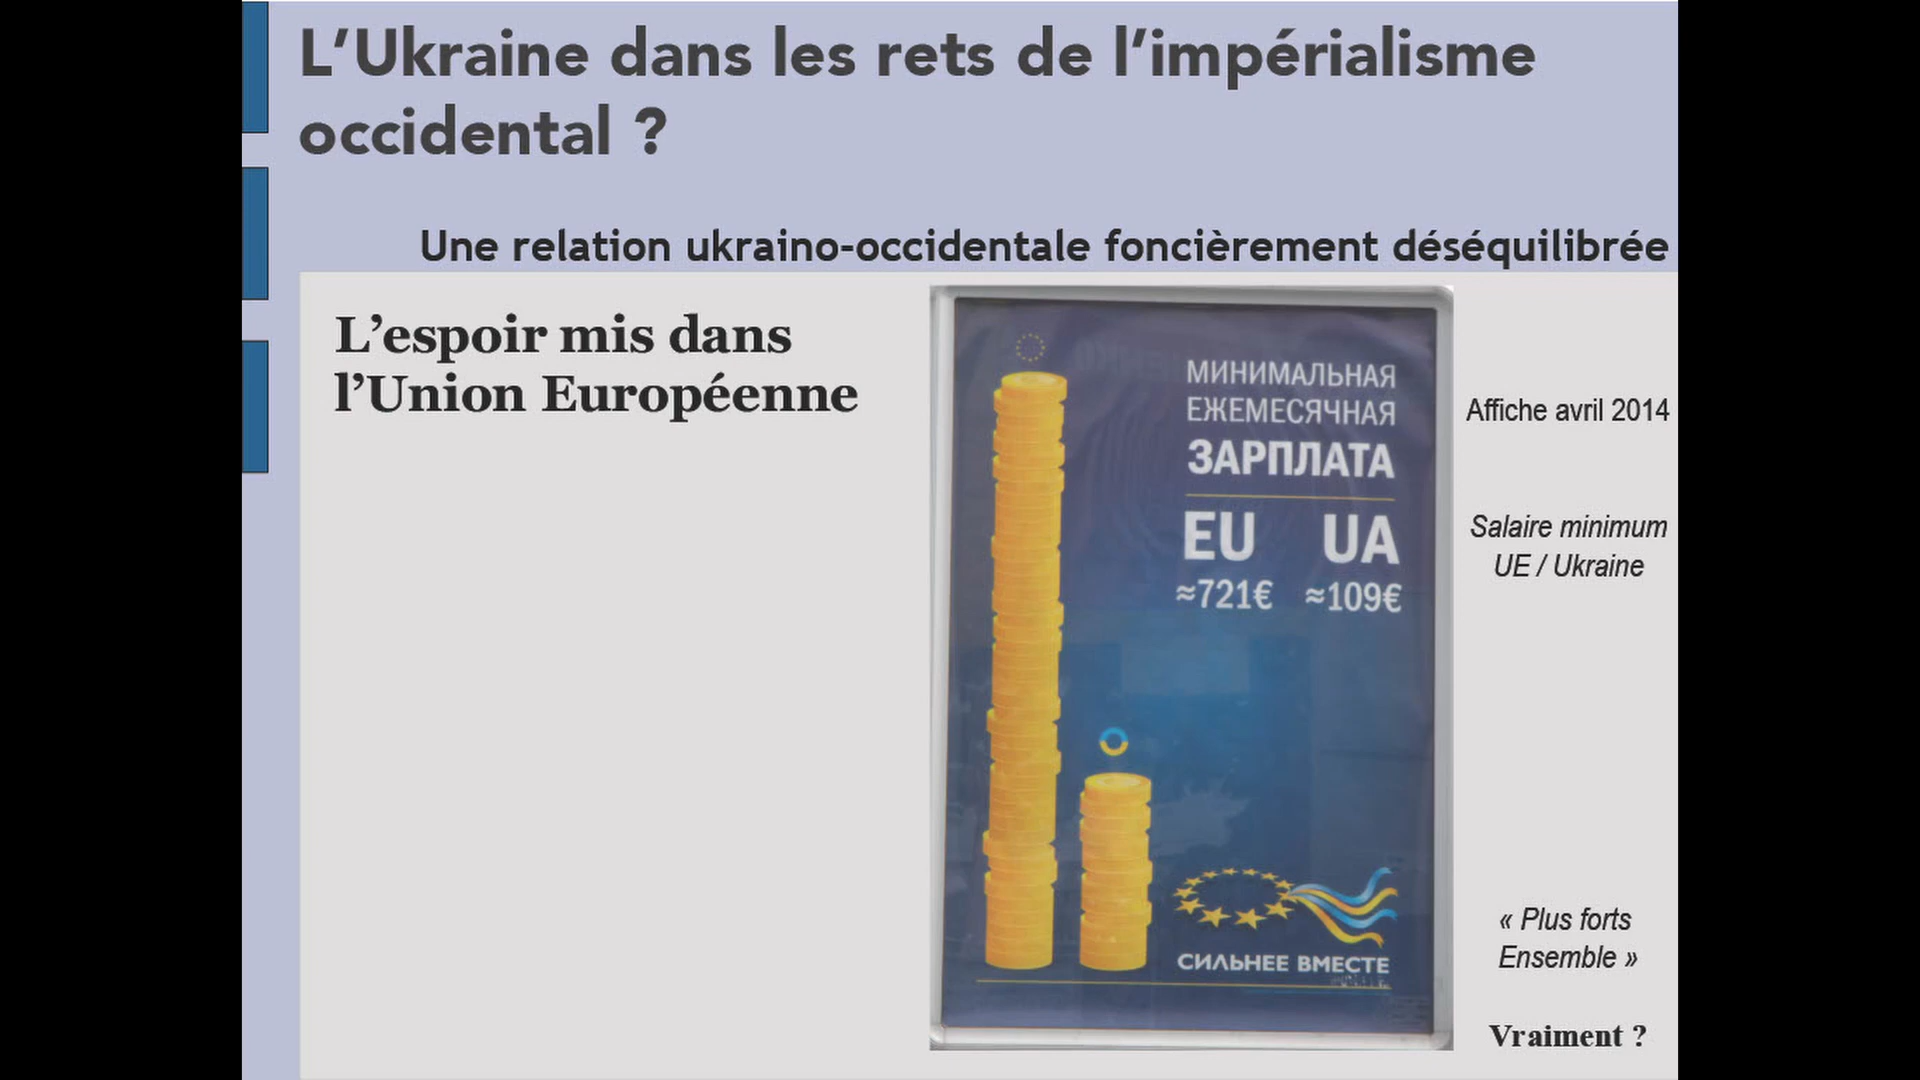 L’Ukraine dans les rets de l’impérialisme
occidental ?
Une relation ukraino-occidentale foncièrement déséquilibrée
L’espoir mis dans
l’Union Européenne
МИНИМАЛЬНАЯ
ЕЖЕМЕСЯЧНАЯ
ЗАРПЛАТА
EU UA
≈721€ ≈109€
СИЛЬНЕЕ ВМЕСТЕ
Affiche avril 2014
Salaire minimum
UE / Ukraine
« Plus forts
Ensemble »
Vraiment ?